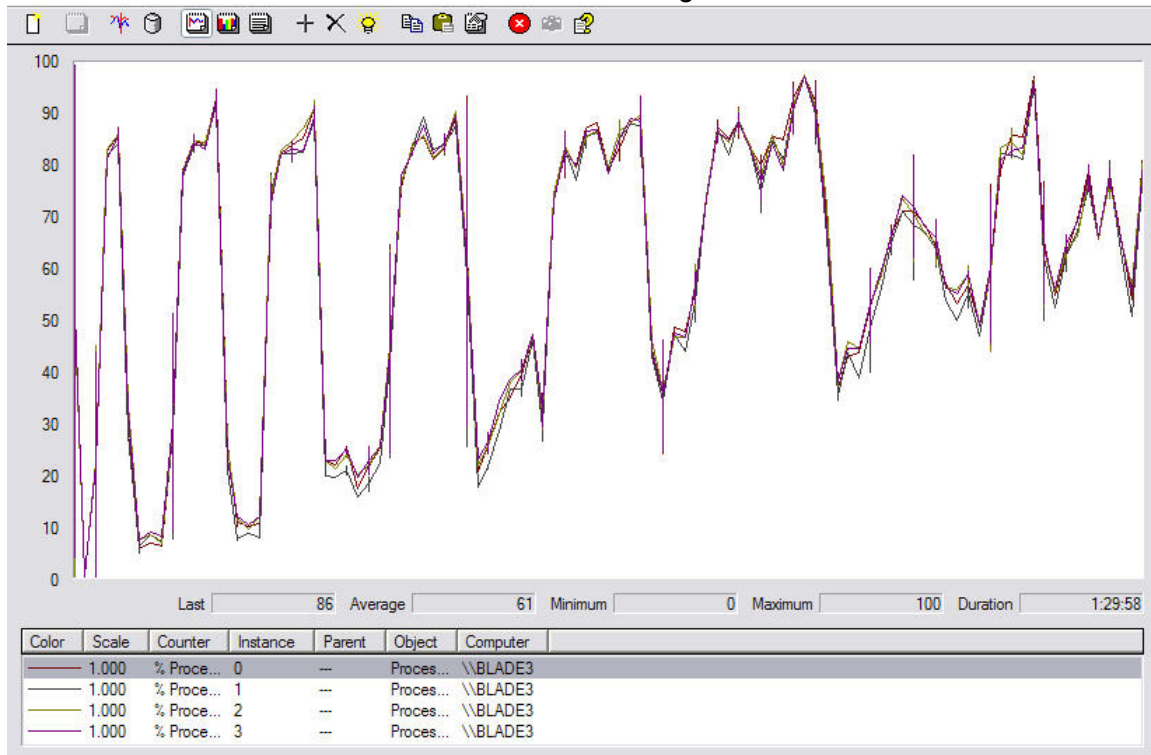 100
90
80
70
60
50
40
30
20
10
0
Last 86 Average 61 Minimum 0 Maximum 100 Duration 1:29:58
Color Scale Counter Instance Parent Object Computer
1.000 % Proce... 0 --- Proces... \\BLADE3
1.000 % Proce... 1 --- Proces... \\BLADE3
1.000 % Proce... 2 --- Proces... \\BLADE3
1.000 % Proce... 3 --- Proces... \\BLADE3